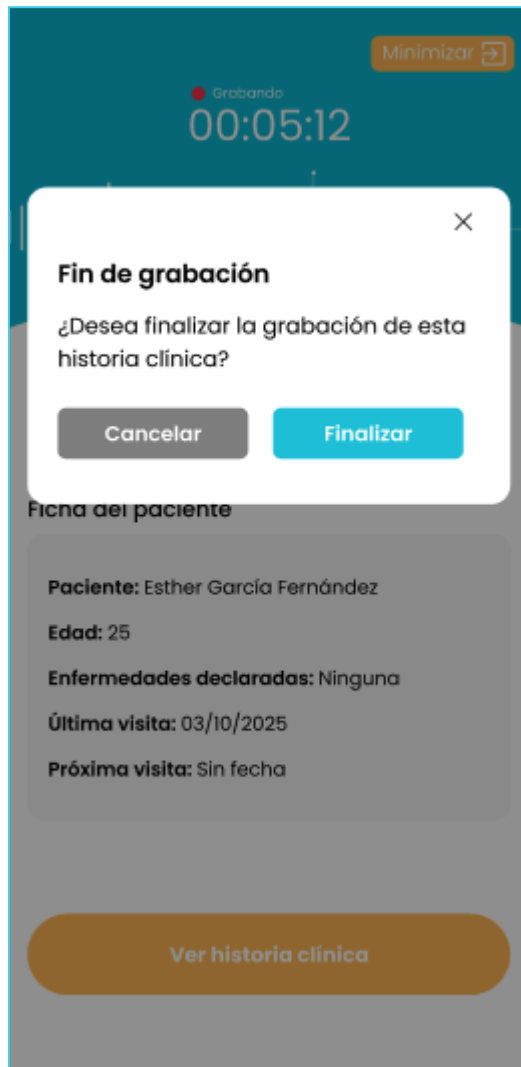 Minimizar
Grabando
00:05:12
Fin de grabación
¿Desea finalizar la grabación de esta
historia clínica?
Cancelar
Finalizar
Ficha del paciente
Paciente: Esther García Fernández
Edad: 25
Enfermedades declaradas: Ninguna
Última visita: 03/10/2025
Próxima visita: Sin fecha
Ver historia clínica